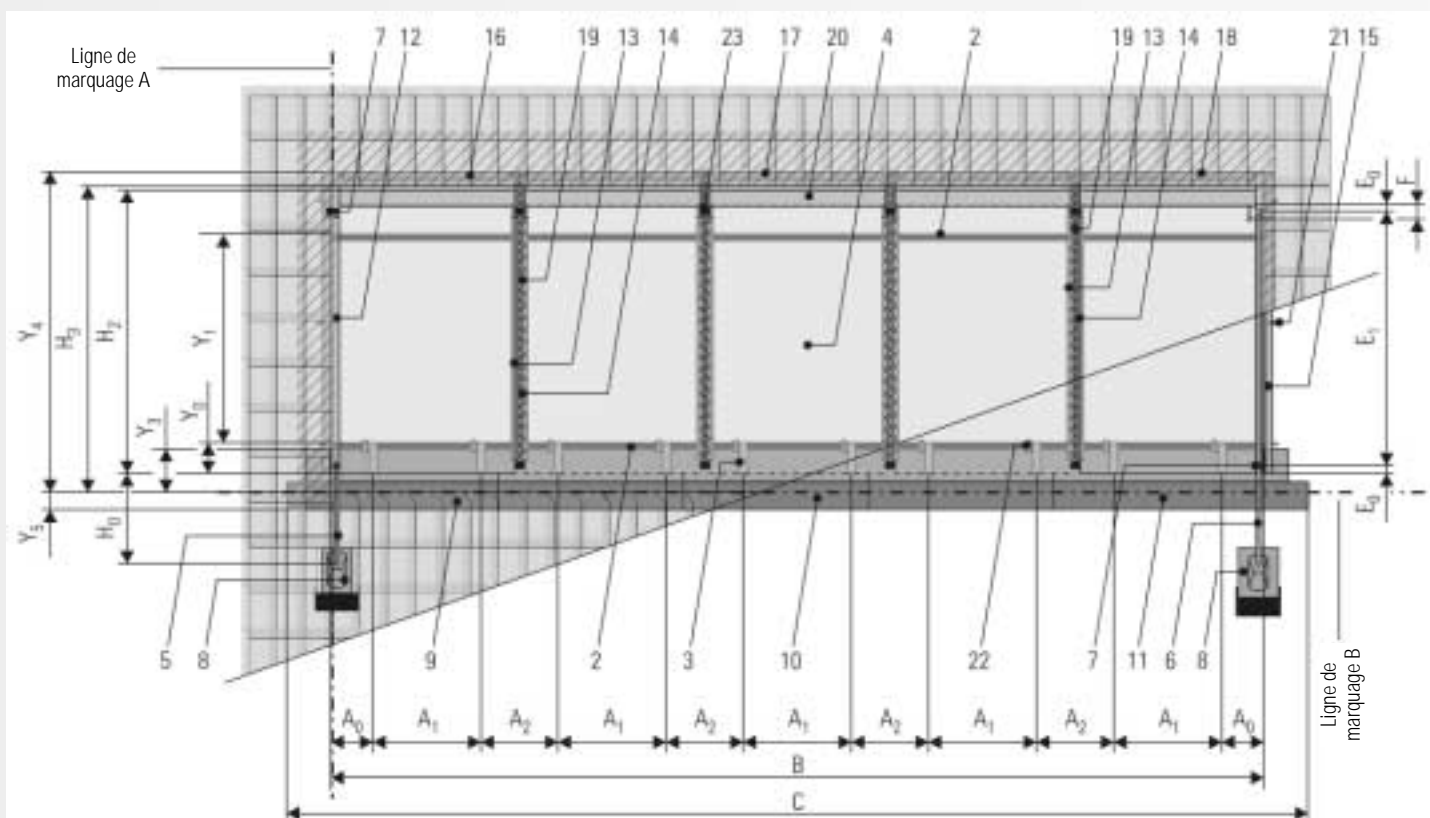 Ligne de
marquage A
7 12 16 19 13 14 23 17 20 4 2 19 13 14 18 21 15
E₀ F
Y₄ H₃ H₂ Y₁ E₁
Y₃ Y₀
Y₅ H₀ E₀
5 8 9 2 3 10 22 7 11 6 8
Ligne de
marquage B
A₀ A₁ A₂ A₁ A₂ A₁ A₂ A₁ A₂ A₁ A₀
B
C